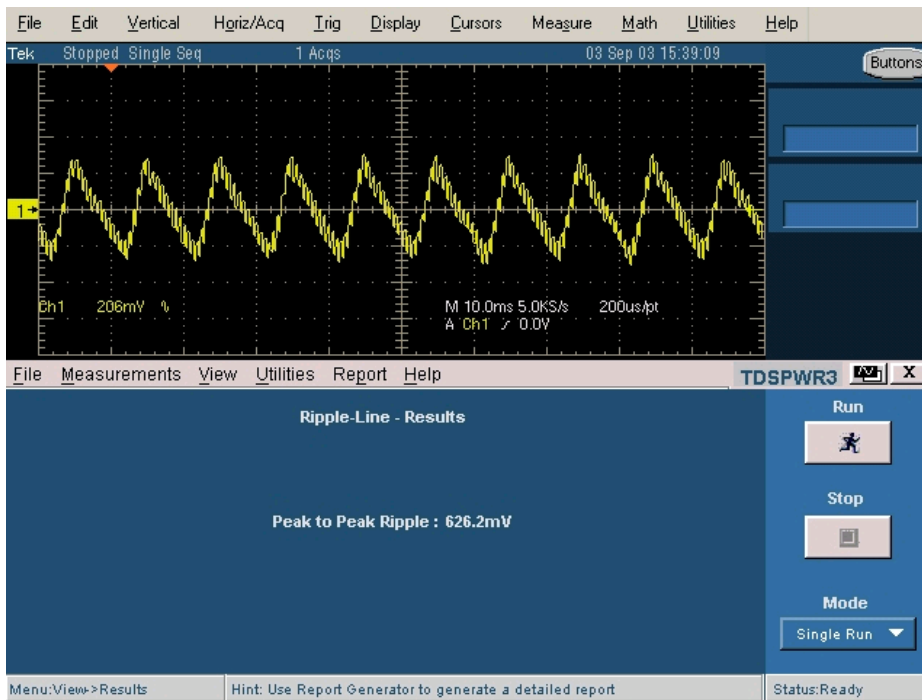 File Edit Vertical Horiz/Acq Trig Display Cursors Measure Math Utilities Help
Tek Stopped Single Seq 1 Acqs 03 Sep 03 15:39:09
Buttons
1
Ch1 206mV
M 10.0ms 5.0KS/s 200us/pt
A Ch1 0.0V
File Measurements View Utilities Report Help
TDSPWR3 X
Ripple-Line - Results
Peak to Peak Ripple : 626.2mV
Run
Stop
Mode
Single Run
Menu:View->Results Hint: Use Report Generator to generate a detailed report Status:Ready